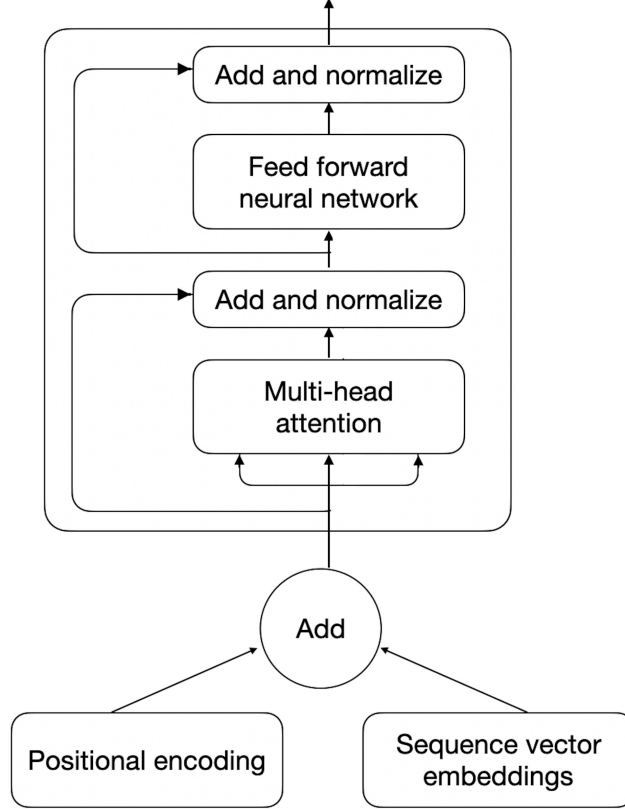 Add and normalize
Feed forward
neural network
Add and normalize
Multi-head
attention
Add
Positional encoding
Sequence vector
embeddings